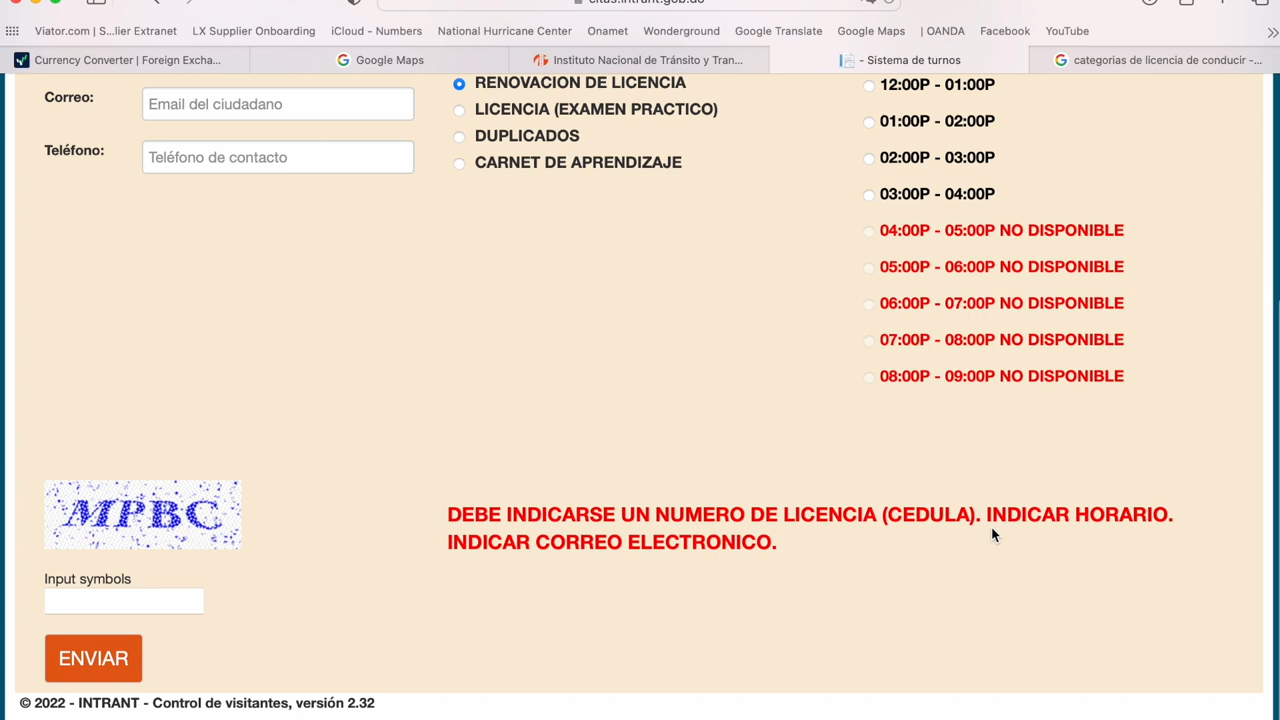 Viator.com | S...lier Extranet LX Supplier Onboarding iCloud - Numbers National Hurricane Center Onamet Wonderground Google Translate Google Maps | OANDA Facebook YouTube
Currency Converter | Foreign Excha... Google Maps Instituto Nacional de Tránsito y Tran... - Sistema de turnos categorias de licencia de conducir -...
Correo:
Email del ciudadano
Teléfono:
Teléfono de contacto
RENOVACION DE LICENCIA
LICENCIA (EXAMEN PRACTICO)
DUPLICADOS
CARNET DE APRENDIZAJE
12:00P - 01:00P
01:00P - 02:00P
02:00P - 03:00P
03:00P - 04:00P
04:00P - 05:00P NO DISPONIBLE
05:00P - 06:00P NO DISPONIBLE
06:00P - 07:00P NO DISPONIBLE
07:00P - 08:00P NO DISPONIBLE
08:00P - 09:00P NO DISPONIBLE
MPBC
DEBE INDICARSE UN NUMERO DE LICENCIA (CEDULA). INDICAR HORARIO.
INDICAR CORREO ELECTRONICO.
Input symbols
ENVIAR
© 2022 - INTRANT - Control de visitantes, versión 2.32